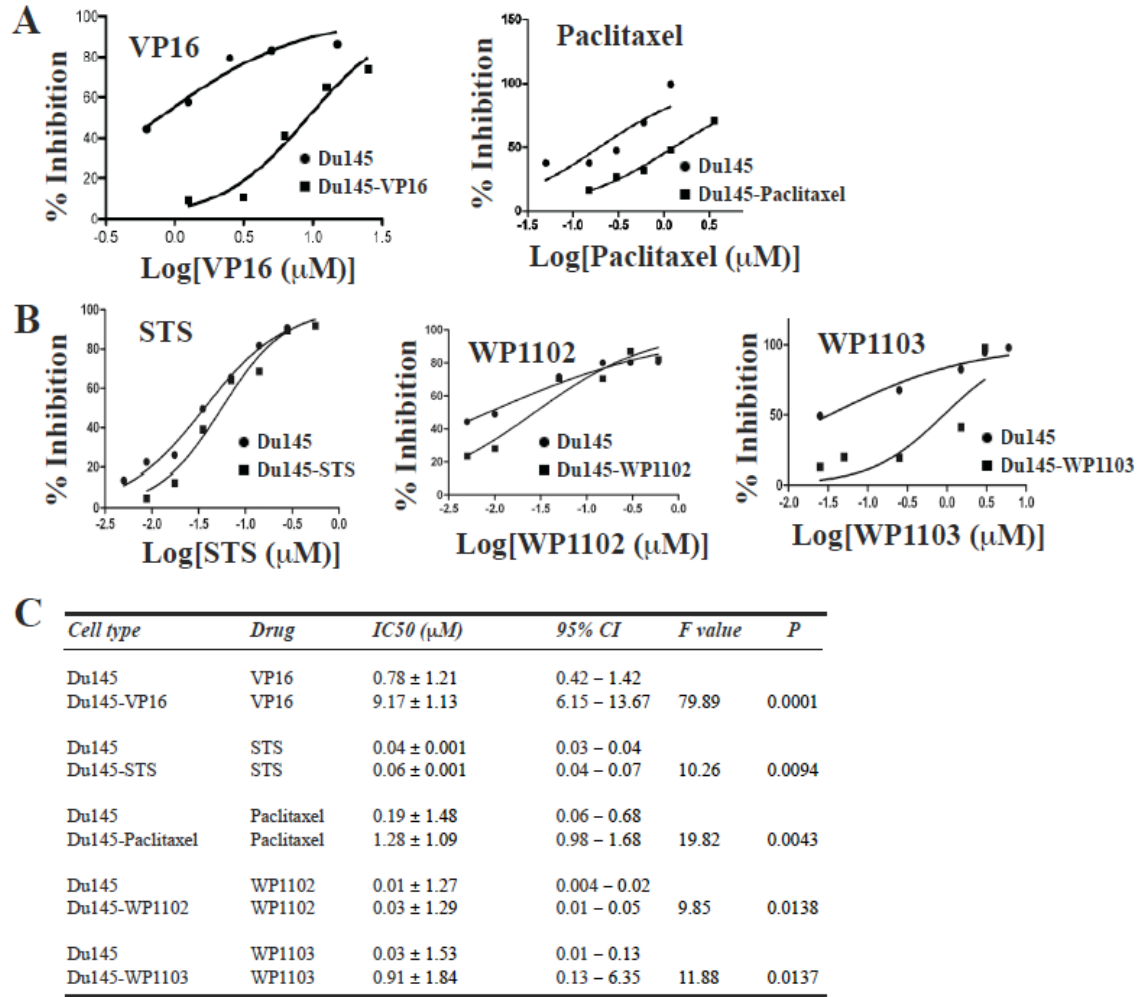 A
VP16
% Inhibition
100
80
60
40
20
0
-0.5
0.0
0.5
1.0
1.5
Du145
Du145-VP16
Log[VP16 (μM)]
Paclitaxel
% Inhibition
150
100
50
0
-1.5
-1.0
-0.5
0.0
0.5
Du145
Du145-Paclitaxel
Log[Paclitaxel (μM)]
B
STS
% Inhibition
100
80
60
40
20
0
-2.5
-2.0
-1.5
-1.0
-0.5
0.0
Du145
Du145-STS
Log[STS (μM)]
WP1102
% Inhibition
100
80
60
40
20
0
-2.5
-2.0
-1.5
-1.0
-0.5
0.0
Du145
Du145-WP1102
Log[WP1102 (μM)]
WP1103
% Inhibition
100
50
0
-2.0
-1.5
-1.0
-0.5
0.0
0.5
1.0
Du145
Du145-WP1103
Log[WP1103 (μM)]
C
Cell type Drug IC50 (μM) 95% CI F value P
Du145 VP16 0.78 ± 1.21 0.42 – 1.42
Du145-VP16 VP16 9.17 ± 1.13 6.15 – 13.67 79.89 0.0001
Du145 STS 0.04 ± 0.001 0.03 – 0.04
Du145-STS STS 0.06 ± 0.001 0.04 – 0.07 10.26 0.0094
Du145 Paclitaxel 0.19 ± 1.48 0.06 – 0.68
Du145-Paclitaxel Paclitaxel 1.28 ± 1.09 0.98 – 1.68 19.82 0.0043
Du145 WP1102 0.01 ± 1.27 0.004 – 0.02
Du145-WP1102 WP1102 0.03 ± 1.29 0.01 – 0.05 9.85 0.0138
Du145 WP1103 0.03 ± 1.53 0.01 – 0.13
Du145-WP1103 WP1103 0.91 ± 1.84 0.13 – 6.35 11.88 0.0137